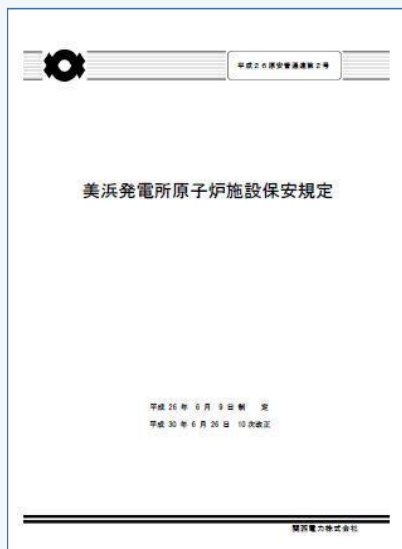 平成26原安管通達第2号
美浜発電所原子炉施設保安規定
平成 26 年 6 月 9 日 制 定
平成 30 年 6 月 26 日 10 次改正
関西電力株式会社